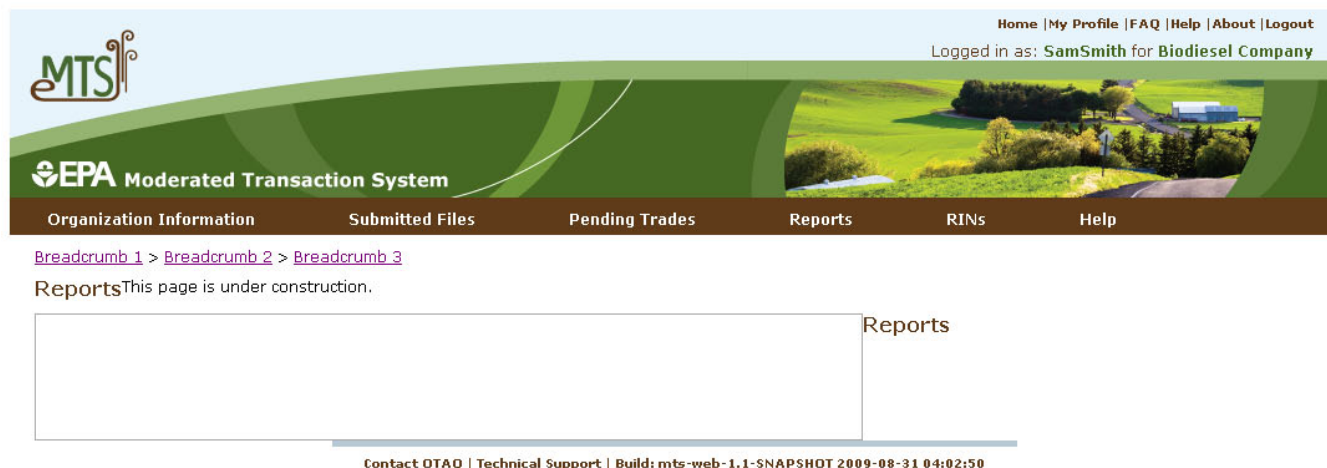 Home |My Profile |FAQ |Help |About |Logout
Logged in as: SamSmith for Biodiesel Company
eMTS
EPA Moderated Transaction System
Organization Information Submitted Files Pending Trades Reports RINs Help
Breadcrumb 1 > Breadcrumb 2 > Breadcrumb 3
ReportsThis page is under construction.
Reports
Contact OTAQ | Technical Support | Build: mts-web-1.1-SNAPSHOT 2009-08-31 04:02:50